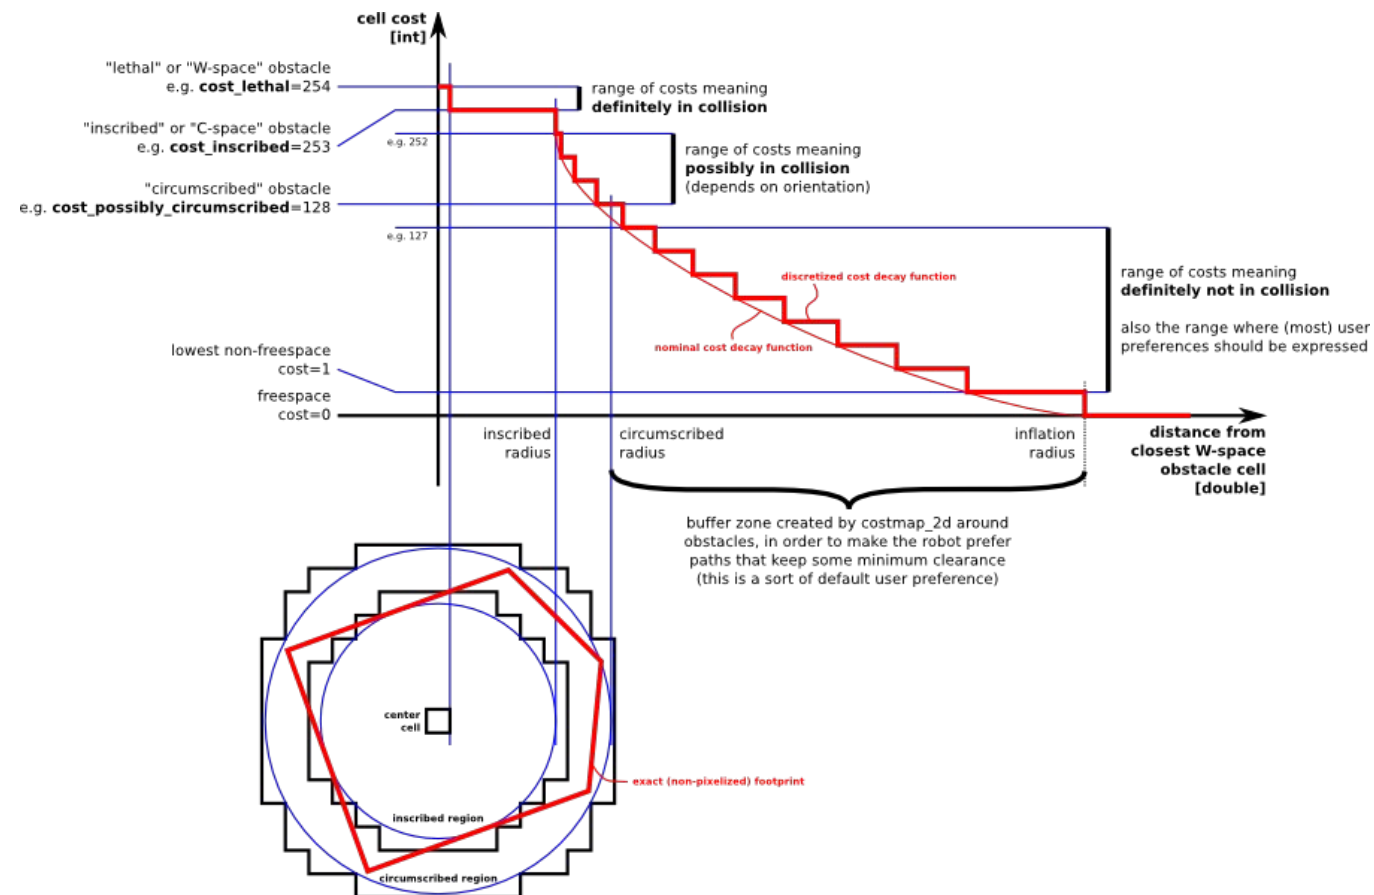 cell cost
[int]
"lethal" or "W-space" obstacle
e.g. cost_lethal=254
range of costs meaning
definitely in collision
"inscribed" or "C-space" obstacle
e.g. cost_inscribed=253
e.g. 252
range of costs meaning
possibly in collision
(depends on orientation)
"circumscribed" obstacle
e.g. cost_possibly_circumscribed=128
e.g. 127
discretized cost decay function
range of costs meaning
definitely not in collision
also the range where (most) user
preferences should be expressed
nominal cost decay function
lowest non-freespace
cost=1
freespace
cost=0
inscribed
radius
circumscribed
radius
inflation
radius
distance from
closest W-space
obstacle cell
[double]
buffer zone created by costmap_2d around
obstacles, in order to make the robot prefer
paths that keep some minimum clearance
(this is a sort of default user preference)
center
cell
exact (non-pixelized) footprint
inscribed region
circumscribed region